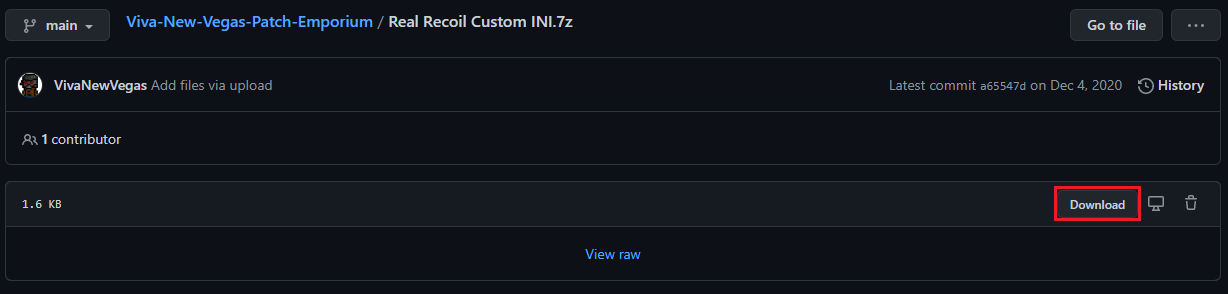 main Viva-New-Vegas-Patch-Emporium / Real Recoil Custom INI.7z Go to file ...
VivaNewVegas Add files via upload Latest commit a65547d on Dec 4, 2020 History
1 contributor
1.6 KB Download
View raw